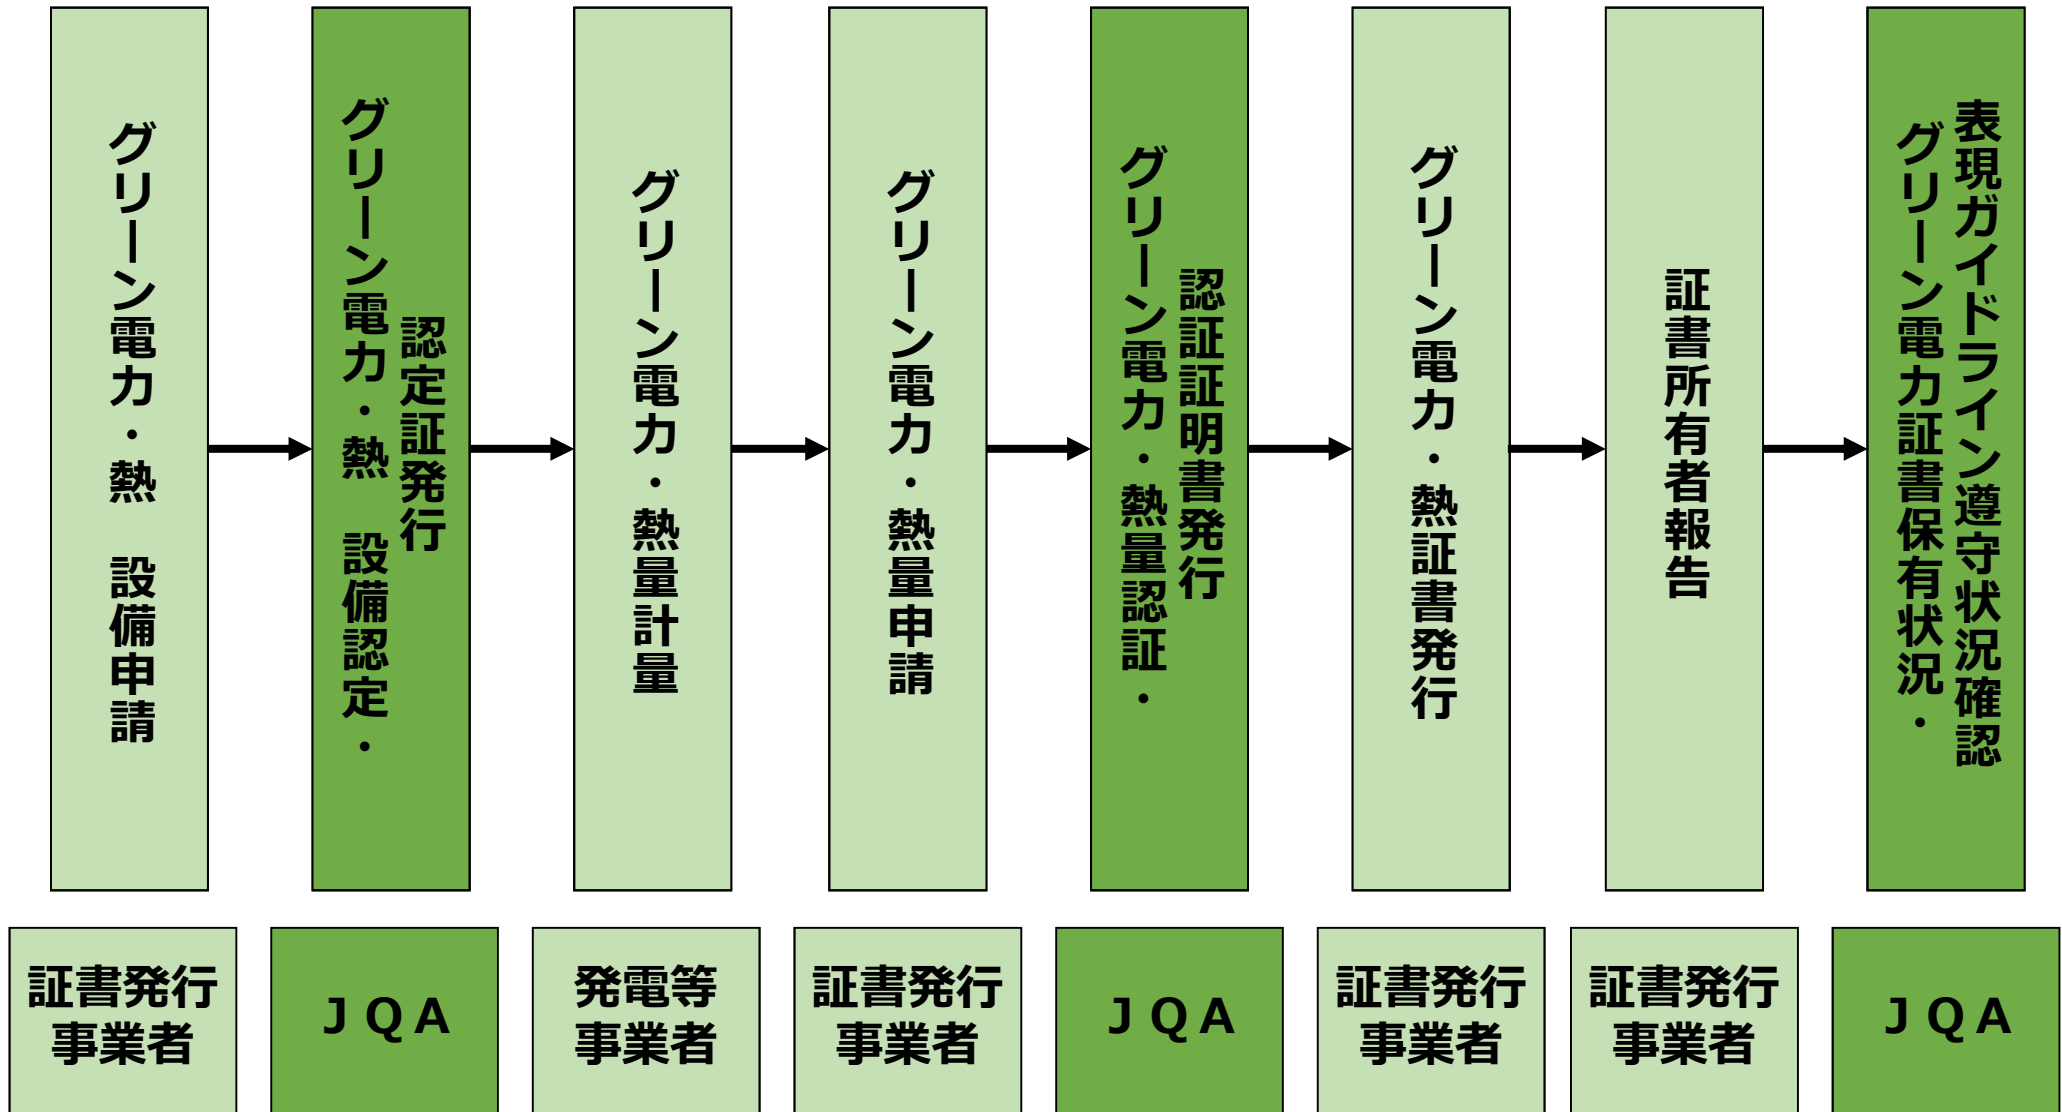 グリーン電力・熱　設備申請
グリーン電力・熱　設備認定・
認定証発行
グリーン電力・熱量計量
グリーン電力・熱量申請
グリーン電力・熱量認証・
認証証明書発行
グリーン電力・熱証書発行
証書所有者報告
グリーン電力証書保有状況・
表現ガイドライン遵守状況確認
証書発行
事業者
ＪＱＡ
発電等
事業者
証書発行
事業者
ＪＱＡ
証書発行
事業者
証書発行
事業者
ＪＱＡ